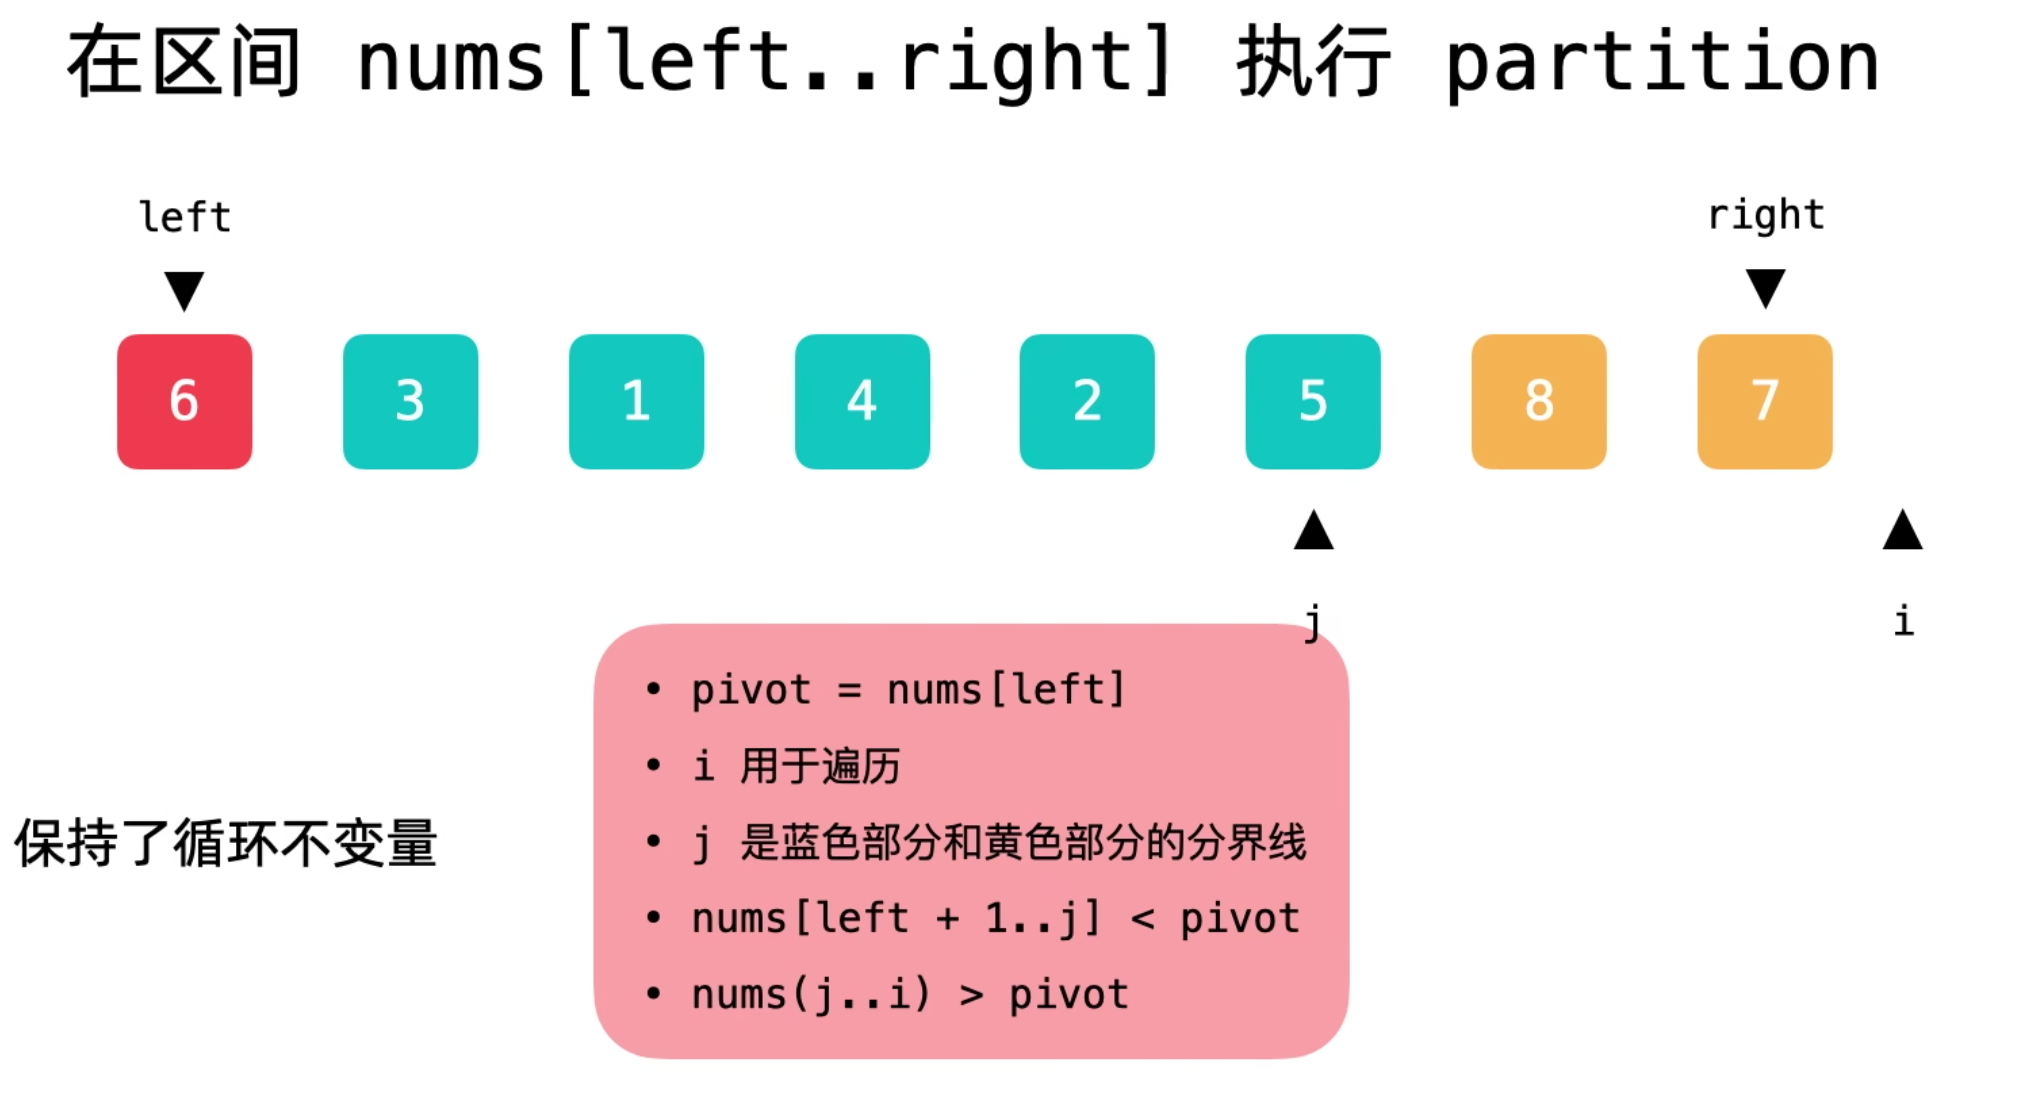 在区间 nums[left..right] 执行 partition
left
right
6 3 1 4 2 5 8 7
j
i
• pivot = nums[left]
• i 用于遍历
• j 是蓝色部分和黄色部分的分界线
• nums[left + 1..j] < pivot
• nums(j..i) > pivot
保持了循环不变量